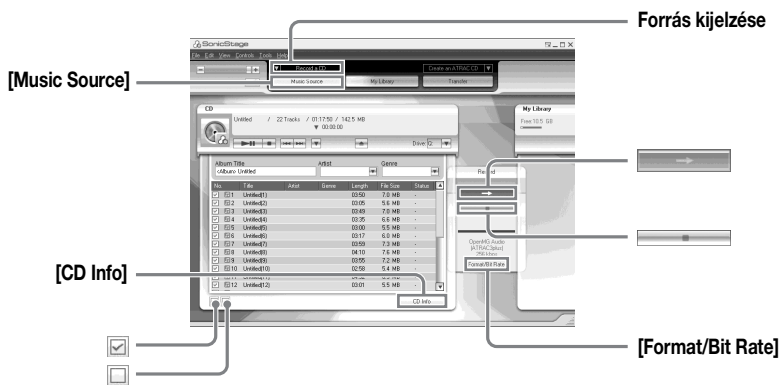 Forrás kijelzése
SonicStage
File Edit View Controls Tools Help
Record a CD
Create an ATRAC CD
[Music Source]
Music Source
My Library
Transfer
CD
My Library
Untitled / 22 Tracks / 01:17:50 / 142.5 MB
00:00:00
Free:10.5 GB
Drive: Q
Album Title Artist Genre
<Album> Untitled
Record
No. Title Artist Genre Length File Size Status
1 Untitled(1) 03:50 7.0 MB -
2 Untitled(2) 03:05 5.6 MB -
3 Untitled(3) 03:49 7.0 MB -
4 Untitled(4) 03:35 6.6 MB -
5 Untitled(5) 03:00 5.5 MB -
6 Untitled(6) 03:17 6.0 MB -
7 Untitled(7) 03:59 7.3 MB -
8 Untitled(8) 04:10 7.6 MB -
9 Untitled(9) 03:55 7.2 MB -
10 Untitled(10) 02:58 5.4 MB -
12 Untitled(12) 03:01 5.5 MB -
OpenMG Audio
(ATRAC3plus)
256 kbps
Format/Bit Rate
[CD Info]
CD Info
[Format/Bit Rate]